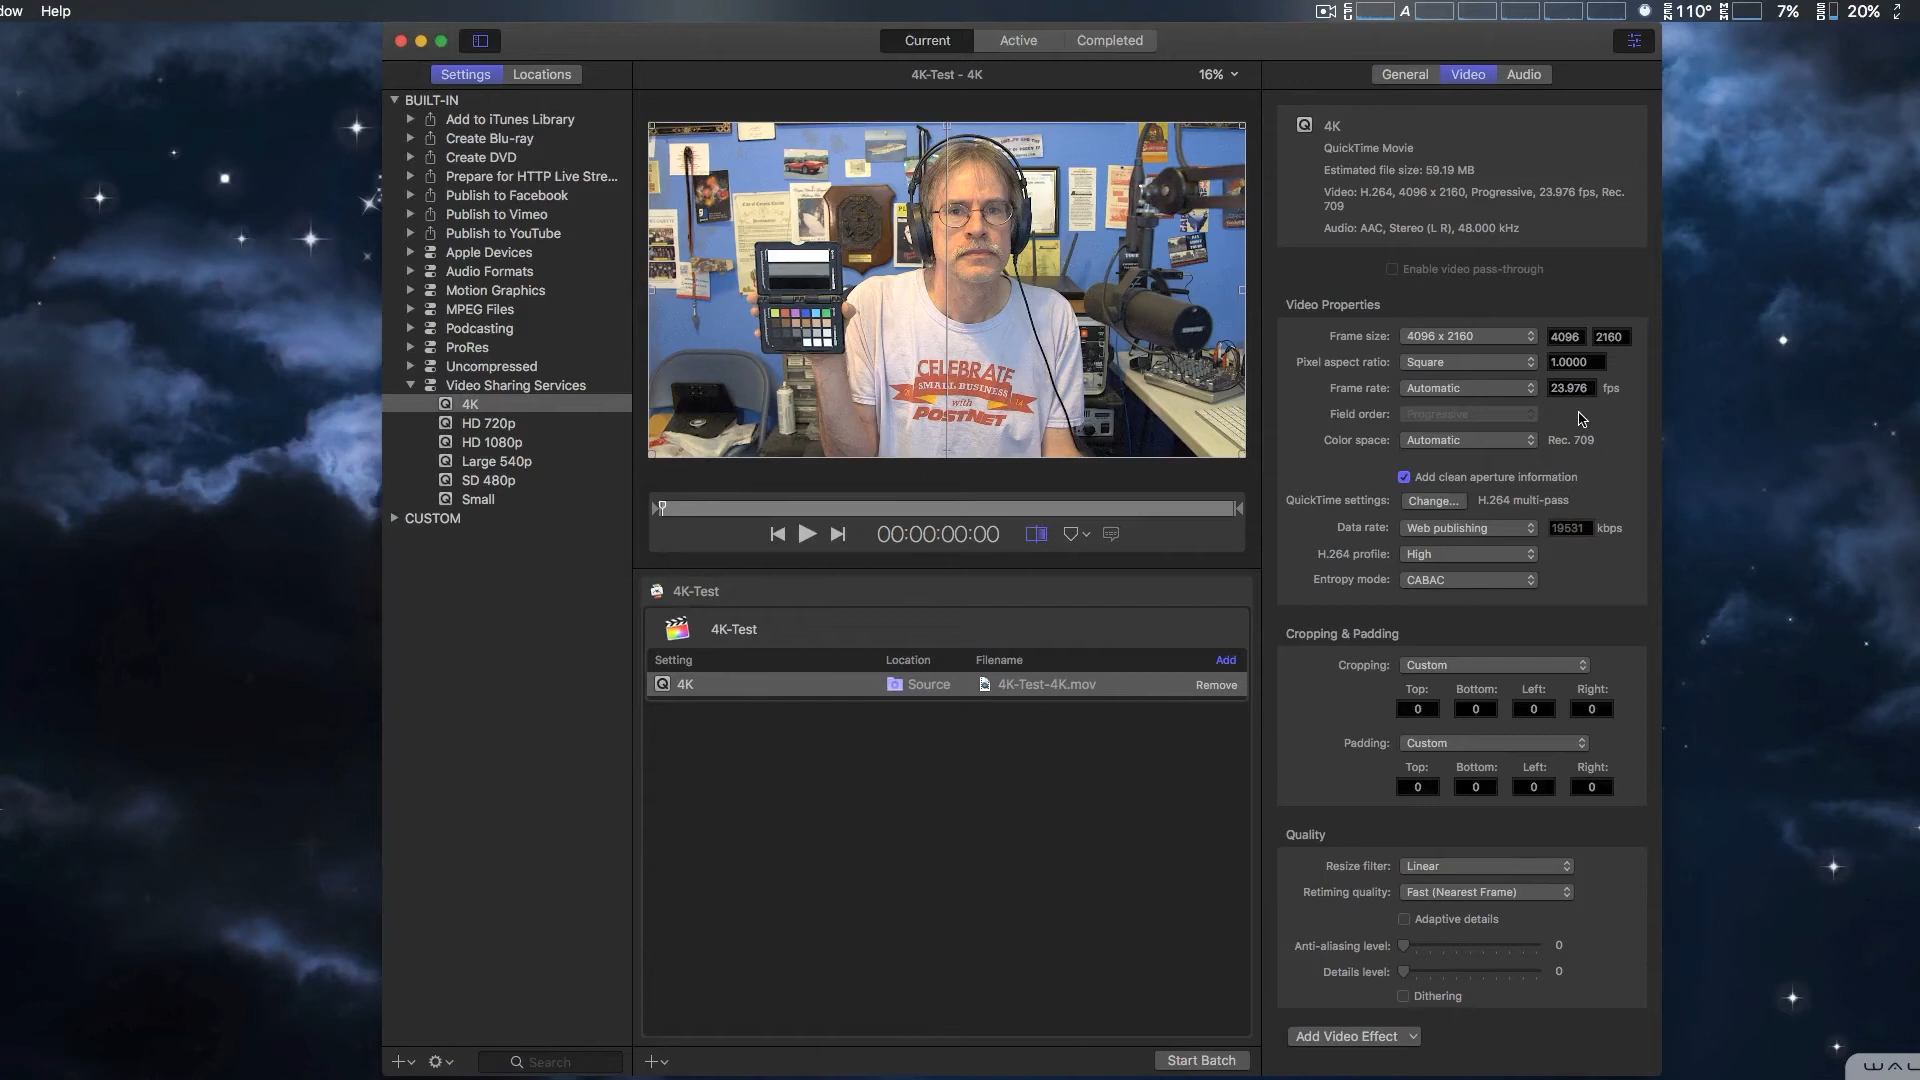 dow Help
110° 7% 20%
Current Active Completed
Settings Locations
4K-Test - 4K
16%
General Video Audio
BUILT-IN
Add to iTunes Library
Create Blu-ray
Create DVD
Prepare for HTTP Live Stre...
Publish to Facebook
Publish to Vimeo
Publish to YouTube
Apple Devices
Audio Formats
Motion Graphics
MPEG Files
Podcasting
ProRes
Uncompressed
Video Sharing Services
4K
HD 720p
HD 1080p
Large 540p
SD 480p
Small
CUSTOM
Search
CELEBRATE
SMALL BUSINESS
with
POSTNET
00:00:00:00
4K-Test
4K-Test
Setting Location Filename Add
4K Source 4K-Test-4K.mov Remove
Start Batch
4K
QuickTime Movie
Estimated file size: 59.19 MB
Video: H.264, 4096 x 2160, Progressive, 23.976 fps, Rec.
709
Audio: AAC, Stereo (L R), 48.000 kHz
Enable video pass-through
Video Properties
Frame size: 4096 x 2160 4096 2160
Pixel aspect ratio: Square 1.0000
Frame rate: Automatic 23.976 fps
Field order: Progressive
Color space: Automatic Rec. 709
Add clean aperture information
QuickTime settings: Change... H.264 multi-pass
Data rate: Web publishing 19531 kbps
H.264 profile: High
Entropy mode: CABAC
Cropping & Padding
Cropping: Custom
Top: Bottom: Left: Right:
0 0 0 0
Padding: Custom
Top: Bottom: Left: Right:
0 0 0 0
Quality
Resize filter: Linear
Retiming quality: Fast (Nearest Frame)
Adaptive details
Anti-aliasing level: 0
Details level: 0
Dithering
Add Video Effect